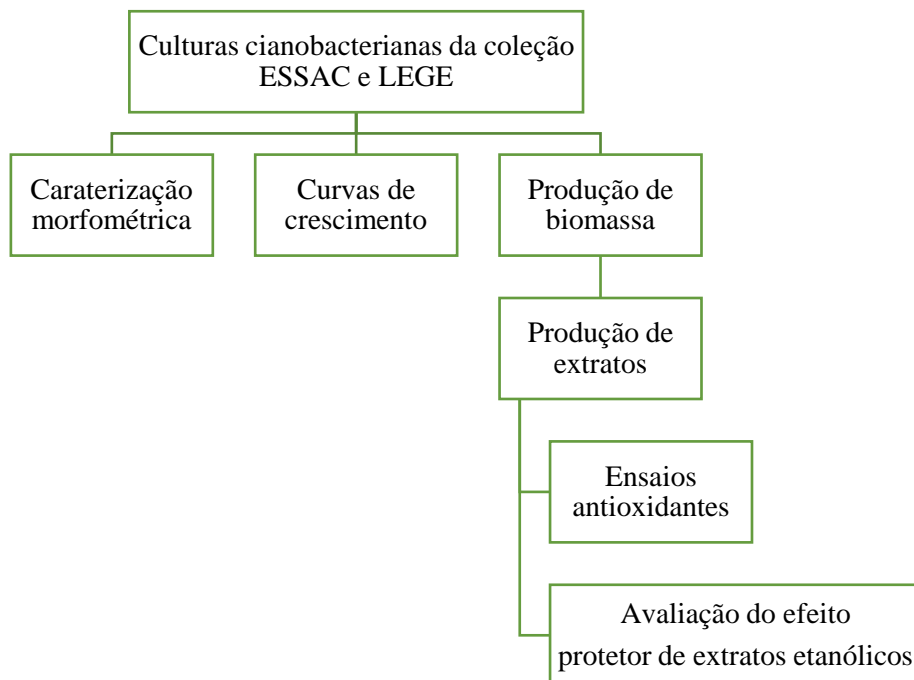 Culturas cianobacterianas da coleção
ESSAC e LEGE
Caraterização
morfométrica
Curvas de
crescimento
Produção de
biomassa
Produção de
extratos
Ensaios
antioxidantes
Avaliação do efeito
protetor de extratos etanólicos